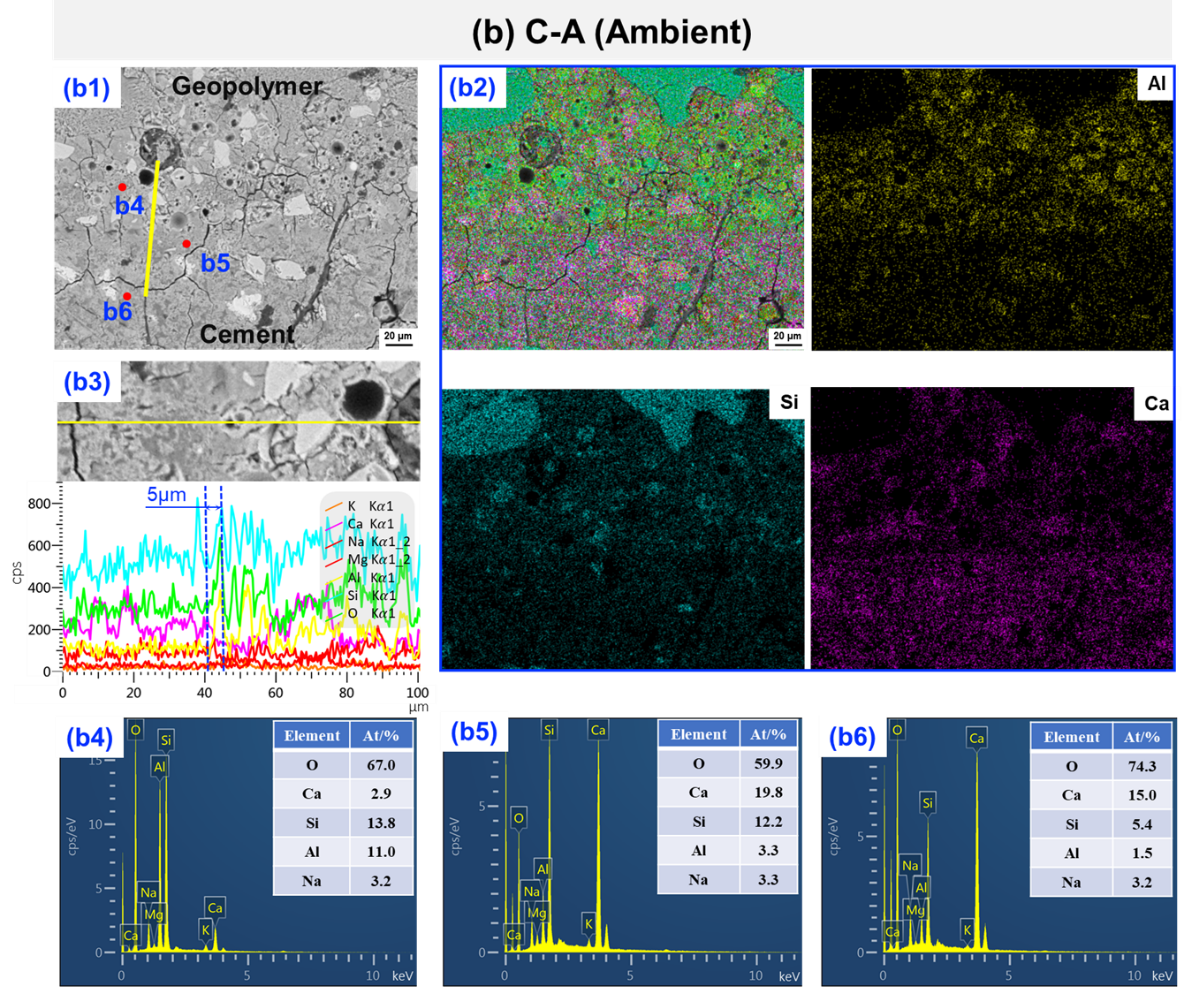 (b) C-A (Ambient)
(b1)
Geopolymer
b4
b5
b6
Cement
20 μm
(b2)
20 μm
Al
Si
Ca
(b3)
5μm
cps
800
600
400
200
0
0 20 40 60 80 100
μm
K Kα1
Ca Kα1
Na Kα1_2
Mg Kα1_2
Al Kα1
Si Kα1
O Kα1
(b4)
cps/eV
15
10
5
0
0 5 10 keV
O
Si
Al
Na
Mg
Ca
K
Ca
Element At/%
O 67.0
Ca 2.9
Si 13.8
Al 11.0
Na 3.2
(b5)
cps/eV
5
0
0 5 10 keV
Si
Ca
O
Al
Na
Mg
Ca
K
Element At/%
O 59.9
Ca 19.8
Si 12.2
Al 3.3
Na 3.3
(b6)
cps/eV
5
0
0 5 10 keV
O
Ca
Si
Na
Al
Mg
Ca
K
Element At/%
O 74.3
Ca 15.0
Si 5.4
Al 1.5
Na 3.2